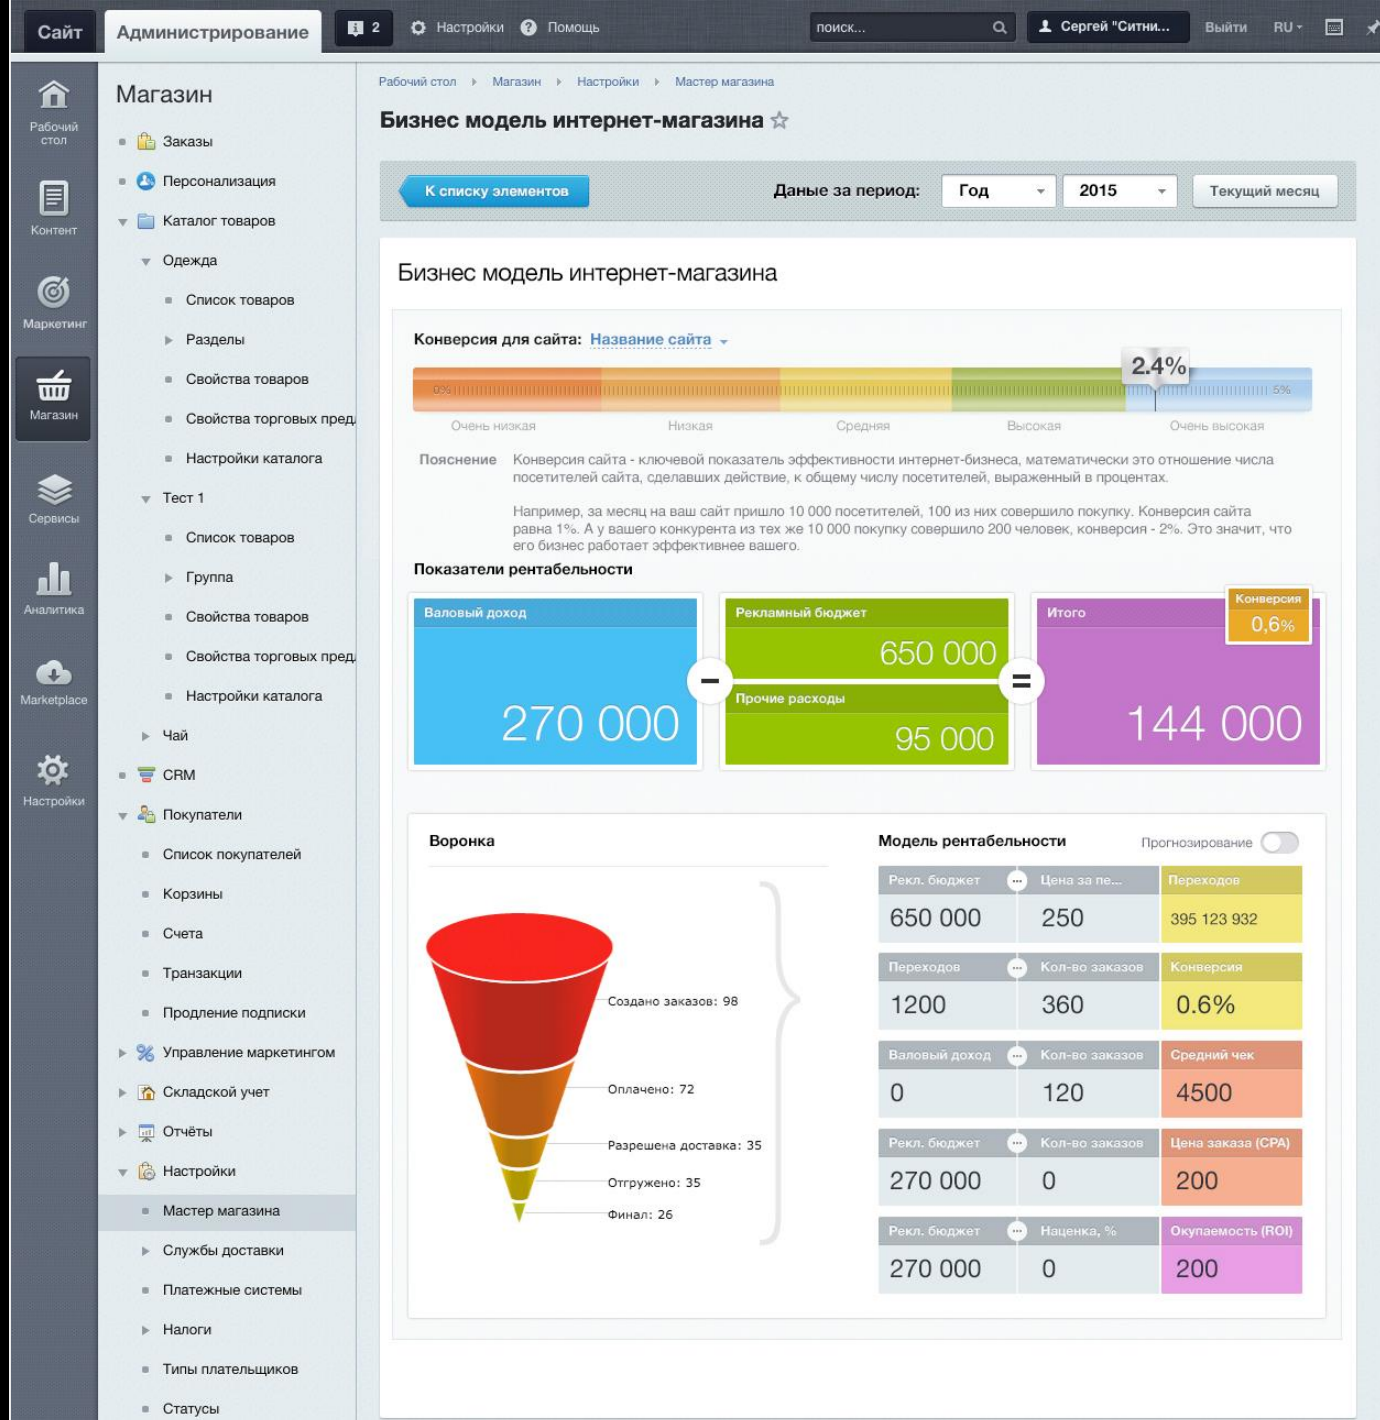 Сайт
Администрирование
2
Настройки
Помощь
поиск...
Сергей "Ситни...
Выйти
RU
Рабочий стол
Контент
Маркетинг
Магазин
Сервисы
Аналитика
Marketplace
Настройки
Магазин
Заказы
Персонализация
Каталог товаров
Одежда
Список товаров
Разделы
Свойства товаров
Свойства торговых пред
Настройки каталога
Тест 1
Список товаров
Группа
Свойства товаров
Свойства торговых пред
Настройки каталога
Чай
CRM
Покупатели
Список покупателей
Корзины
Счета
Транзакции
Продление подписки
Управление маркетингом
Складской учет
Отчёты
Настройки
Мастер магазина
Службы доставки
Платежные системы
Налоги
Типы плательщиков
Статусы
Рабочий стол Магазин Настройки Мастер магазина
Бизнес модель интернет-магазина
К списку элементов
Даные за период:
Год
2015
Текущий месяц
Бизнес модель интернет-магазина
Конверсия для сайта: Название сайта
2.4%
0%
5%
Очень низкая Низкая Средняя Высокая Очень высокая
Пояснение
Конверсия сайта - ключевой показатель эффективности интернет-бизнеса, математически это отношение числа
посетителей сайта, сделавших действие, к общему числу посетителей, выраженный в процентах.
Например, за месяц на ваш сайт пришло 10 000 посетителей, 100 из них совершило покупку. Конверсия сайта
равна 1%. А у вашего конкурента из тех же 10 000 покупку совершило 200 человек, конверсия - 2%. Это значит, что
его бизнес работает эффективнее вашего.
Показатели рентабельности
Валовый доход
270 000
–
Рекламный бюджет
650 000
Прочие расходы
95 000
=
Итого
144 000
Конверсия
0,6%
Воронка
Создано заказов: 98
Оплачено: 72
Разрешена доставка: 35
Отгружено: 35
Финал: 26
Модель рентабельности
Прогнозирование
Рекл. бюджет ... Цена за пе... Переходов
650 000 250 395 123 932
Переходов ... Кол-во заказов Конверсия
1200 360 0.6%
Валовый доход ... Кол-во заказов Средний чек
0 120 4500
Рекл. бюджет ... Кол-во заказов Цена заказа (CPA)
270 000 0 200
Рекл. бюджет ... Наценка, % Окупаемость (ROI)
270 000 0 200